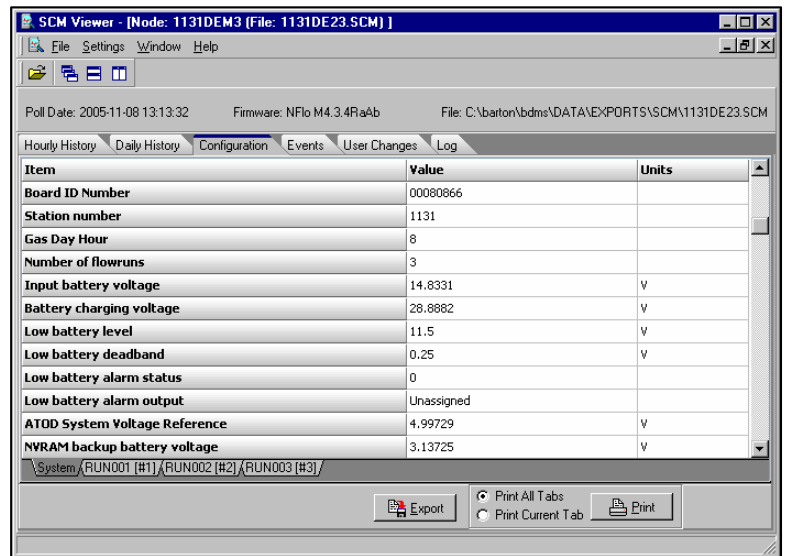 SCM Viewer - [Node: 1131DEM3 (File: 1131DE23.SCM) ]
File Settings Window Help
Poll Date: 2005-11-08 13:13:32 Firmware: NFlo M4.3.4RaAb File: C:\barton\bdms\DATA\EXPORTS\SCM\1131DE23.SCM
Hourly History Daily History Configuration Events User Changes Log
Item Value Units
Board ID Number 00080866
Station number 1131
Gas Day Hour 8
Number of flowruns 3
Input battery voltage 14.8331 V
Battery charging voltage 28.8882 V
Low battery level 11.5 V
Low battery deadband 0.25 V
Low battery alarm status 0
Low battery alarm output Unassigned
ATOD System Voltage Reference 4.99729 V
NVRAM backup battery voltage 3.13725 V
System RUN001 [#1] RUN002 [#2] RUN003 [#3]
Export Print All Tabs Print
Print Current Tab